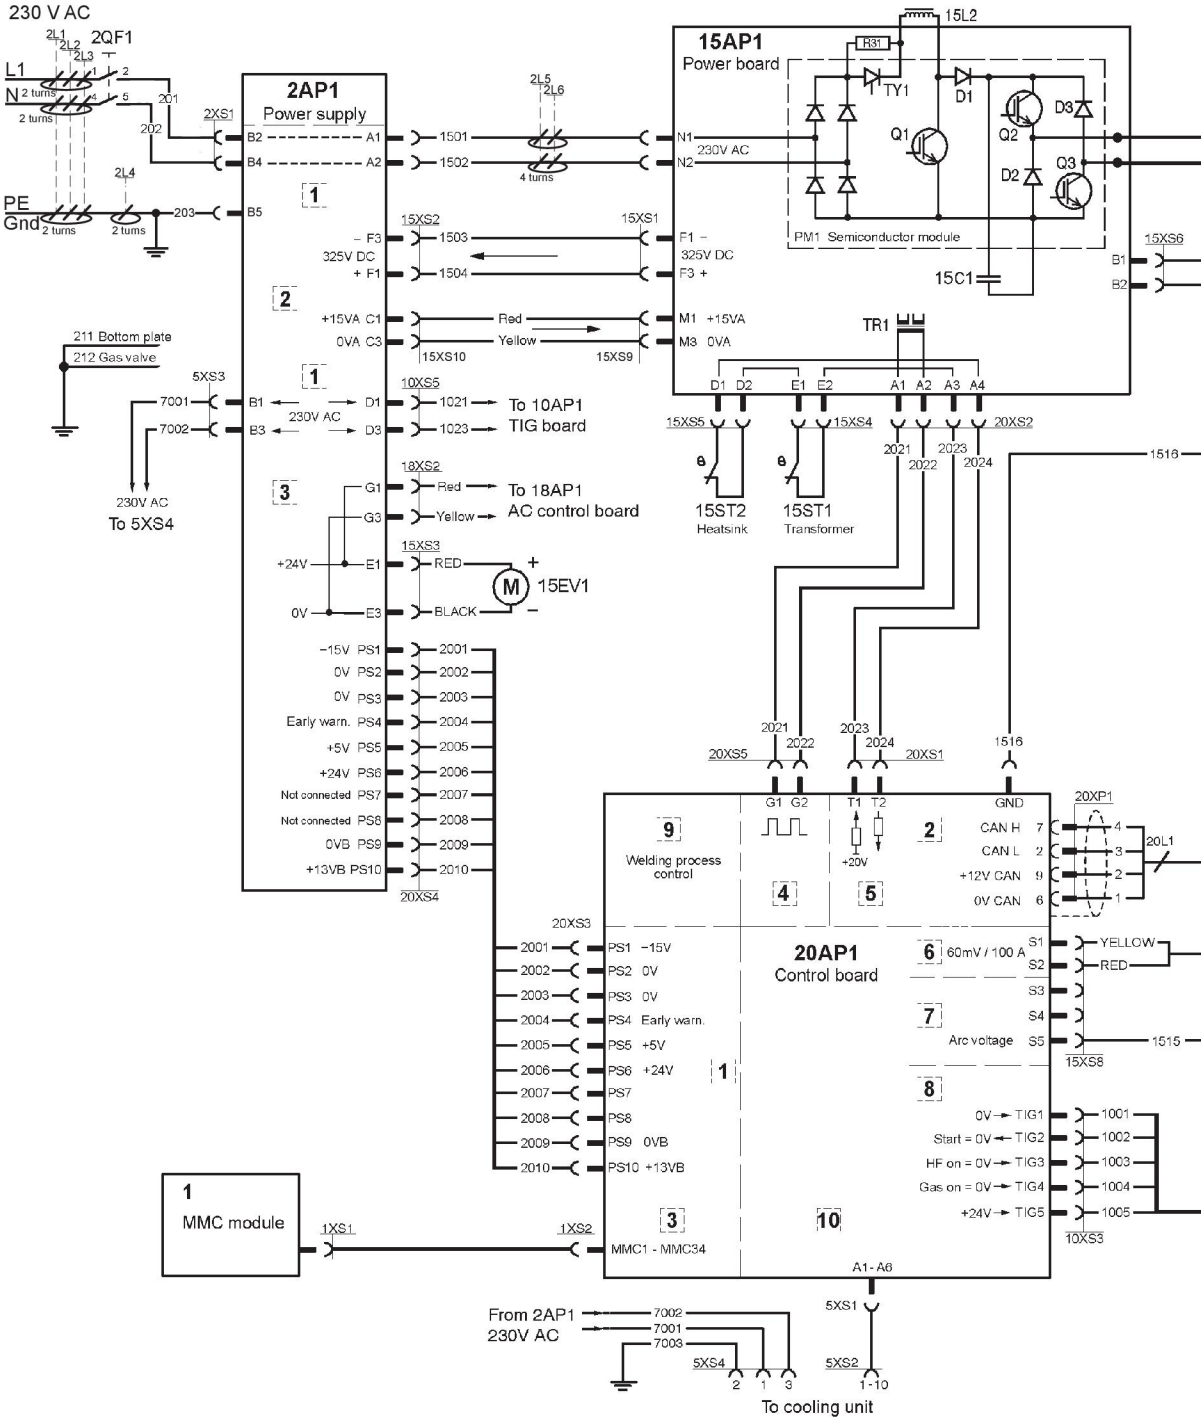 230 V AC
2L1
2L2
2L3
2QF1
L1
1
2
N
2 turns
4
5
2 turns
201
202
2XS1
2L4
PE
Gnd
2 turns
2 turns
203
2AP1
Power supply
B2
A1
B4
A2
1
B5
1501
1502
2L5
2L6
4 turns
15XS2
15XS1
– F3
1503
325V DC
+ F1
1504
2
+15VA C1
Red
0VA C3
Yellow
15XS10
15XS9
15AP1
Power board
15L2
R31
TY1
D1
Q1
Q2
D3
D2
Q3
N1
230V AC
N2
PM1 Semiconductor module
F1 –
325V DC
F3 +
15C1
15XS6
B1
B2
M1 +15VA
M3 0VA
TR1
D1
D2
E1
E2
A1
A2
A3
A4
15XS5
15XS4
20XS2
2021
2022
2023
2024
1516
θ
θ
15ST2
Heatsink
15ST1
Transformer
211 Bottom plate
212 Gas valve
5XS3
7001
B1
7002
B3
230V AC
1
D1
D3
10XS5
1021
1023
To 10AP1
TIG board
230V AC
To 5XS4
3
18XS2
G1
Red
G3
Yellow
To 18AP1
AC control board
15XS3
+24V
E1
RED
0V
E3
BLACK
M
+
–
15EV1
–15V PS1
2001
0V PS2
2002
0V PS3
2003
Early warn. PS4
2004
+5V PS5
2005
+24V PS6
2006
Not connected PS7
2007
Not connected PS8
2008
0VB PS9
2009
+13VB PS10
2010
20XS4
2021
2022
2023
2024
1516
20XS5
20XS1
G1
G2
T1
T2
GND
+20V
9
Welding process
control
4
5
2
20XP1
CAN H 7
4
CAN L 2
3
+12V CAN 9
2
0V CAN 6
1
20L1
20XS3
20AP1
Control board
6
60mV / 100 A
S1
YELLOW
S2
RED
S3
7
S4
Arc voltage S5
1515
15XS8
2001
PS1 –15V
2002
PS2 0V
2003
PS3 0V
2004
PS4 Early warn.
2005
PS5 +5V
2006
PS6 +24V
2007
PS7
2008
PS8
2009
PS9 0VB
2010
PS10 +13VB
1
8
0V
TIG1
1001
Start = 0V
TIG2
1002
HF on = 0V
TIG3
1003
Gas on = 0V
TIG4
1004
+24V
TIG5
1005
10XS3
3
10
1
MMC module
1XS1
1XS2
MMC1 - MMC34
A1- A6
5XS1
From 2AP1
230V AC
7002
7001
7003
5XS4
2
1
3
5XS2
1 -10
To cooling unit